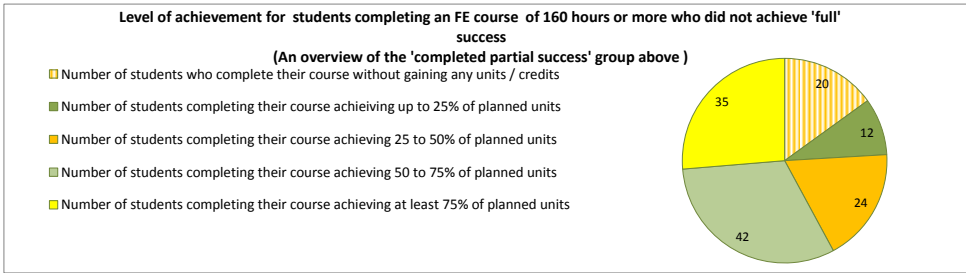 Level of achievement for students completing an FE course of 160 hours or more who did not achieve 'full'
success
(An overview of the 'completed partial success' group above )
Number of students who complete their course without gaining any units / credits
Number of students completing their course achieiving up to 25% of planned units
Number of students completing their course achieving 25 to 50% of planned units
Number of students completing their course achieving 50 to 75% of planned units
Number of students completing their course achieving at least 75% of planned units
20
12
24
42
35